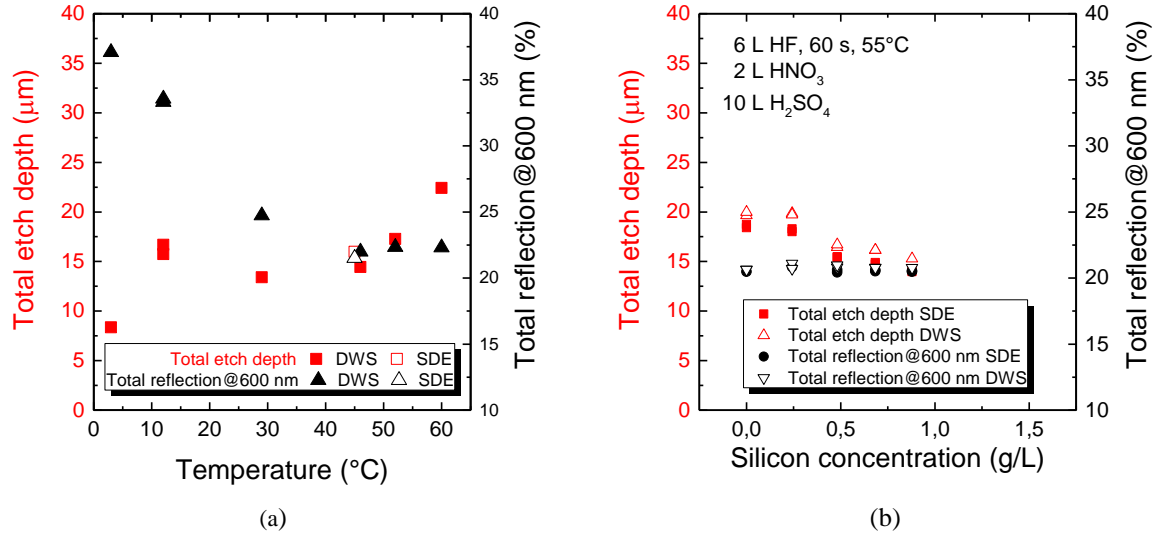 40
35
30
25
20
15
10
5
0
Total etch depth (μm)
40
35
30
25
20
15
10
Total reflection@600 nm (%)
Total etch depth DWS SDE
Total reflection@600 nm DWS SDE
0 10 20 30 40 50 60
Temperature (°C)
(a)
40
35
30
25
20
15
10
5
0
Total etch depth (μm)
40
35
30
25
20
15
10
Total reflection@600 nm (%)
6 L HF, 60 s, 55°C
2 L HNO₃
10 L H₂SO₄
Total etch depth SDE
Total etch depth DWS
Total reflection@600 nm SDE
Total reflection@600 nm DWS
0,0 0,5 1,0 1,5
Silicon concentration (g/L)
(b)